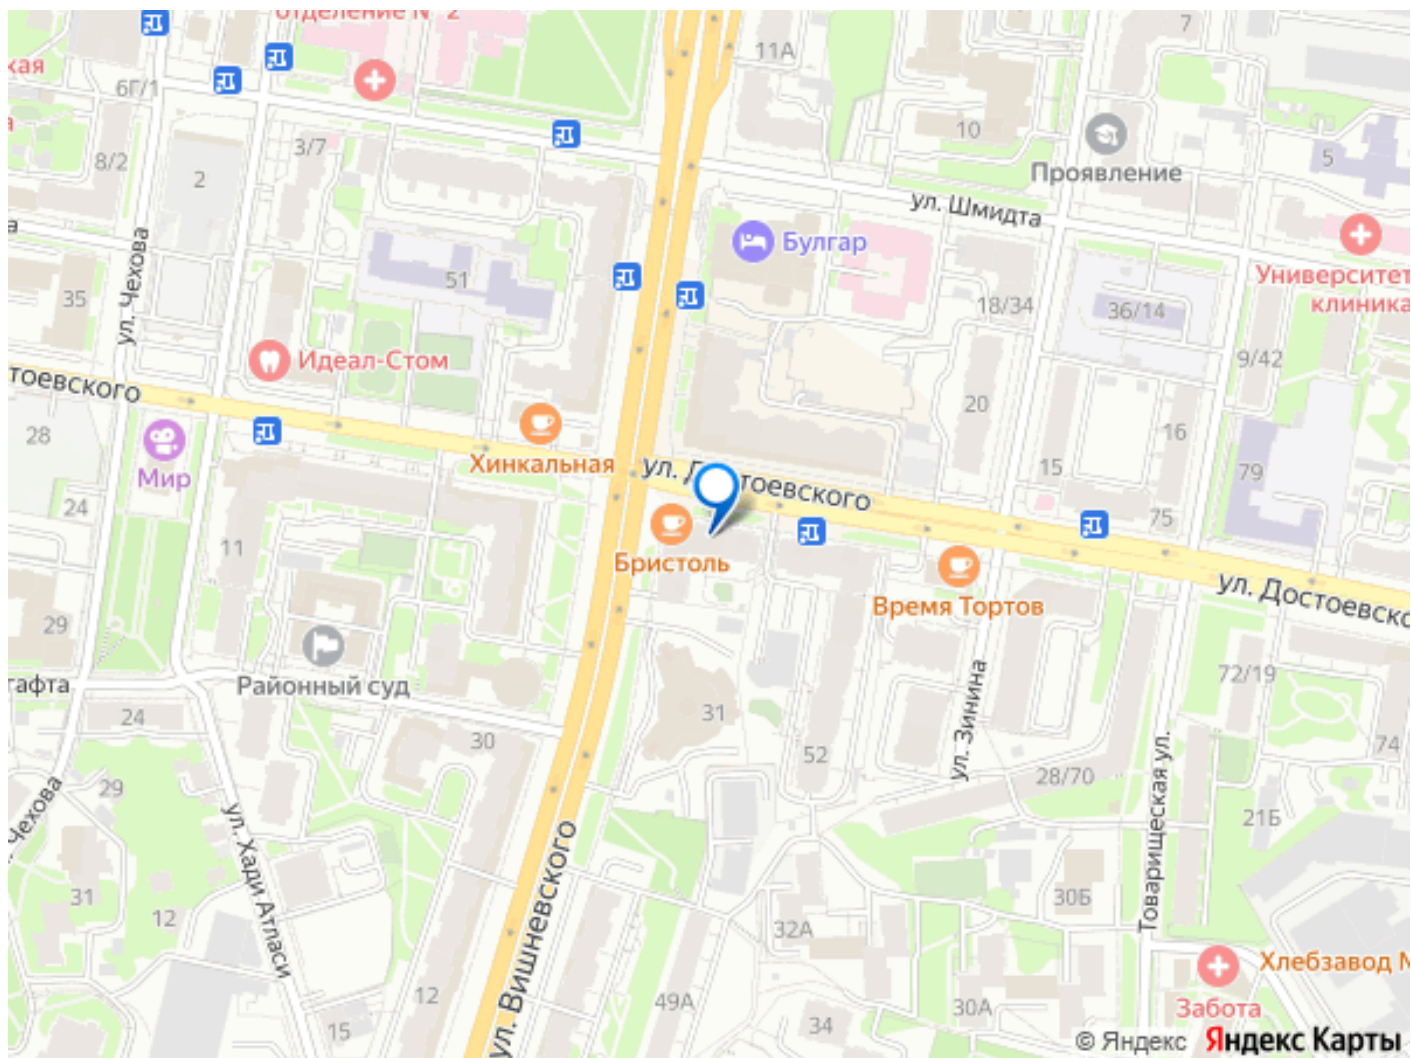 отделение № 2
кая
6Г/1
11А
7
8/2
3/7
2
10
5
Проявление
ул. Шмидта
ул. Чехова
Булгар
51
35
Университет
клиника
18/34
36/14
9/42
Идеал-Стом
тоевского
20
28
Мир
Хинкальная
ул. Д
тоевского
16
15
79
24
75
11
Бристоль
Время Тортов
ул. Достоевско
29
Районный суд
гафта
72/19
24
30
31
ул. Зинина
52
74
28/70
29
Чехова
ул. Хади Атласи
Товарищеская ул.
21Б
ул. Вишневского
31
12
30Б
32А
Хлебзавод №
12
49А
30А
Забота
15
34
© Яндекс Яндекс Карты